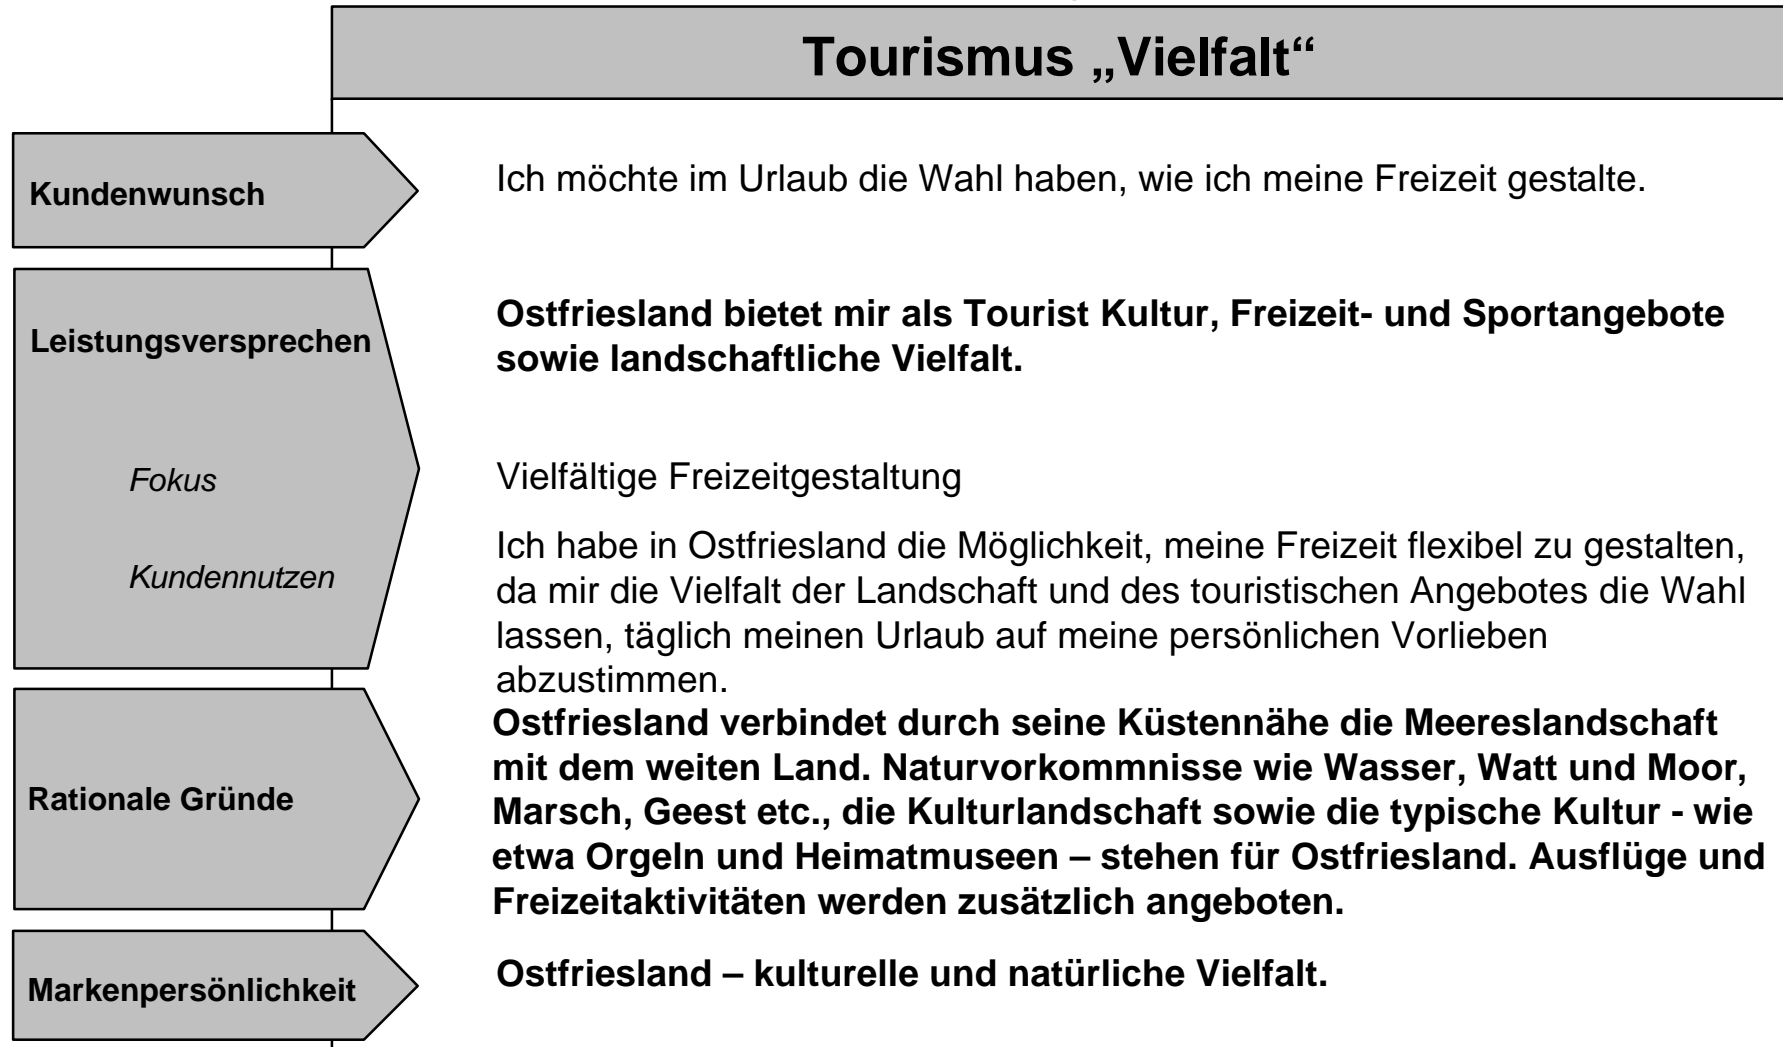 Tourismus „Vielfalt“
Kundenwunsch
Ich möchte im Urlaub die Wahl haben, wie ich meine Freizeit gestalte.
Leistungsversprechen
Ostfriesland bietet mir als Tourist Kultur, Freizeit- und Sportangebote
sowie landschaftliche Vielfalt.
Fokus
Vielfältige Freizeitgestaltung
Kundennutzen
Ich habe in Ostfriesland die Möglichkeit, meine Freizeit flexibel zu gestalten,
da mir die Vielfalt der Landschaft und des touristischen Angebotes die Wahl
lassen, täglich meinen Urlaub auf meine persönlichen Vorlieben
abzustimmen.
Rationale Gründe
Ostfriesland verbindet durch seine Küstennähe die Meereslandschaft
mit dem weiten Land. Naturvorkommnisse wie Wasser, Watt und Moor,
Marsch, Geest etc., die Kulturlandschaft sowie die typische Kultur - wie
etwa Orgeln und Heimatmuseen – stehen für Ostfriesland. Ausflüge und
Freizeitaktivitäten werden zusätzlich angeboten.
Markenpersönlichkeit
Ostfriesland – kulturelle und natürliche Vielfalt.